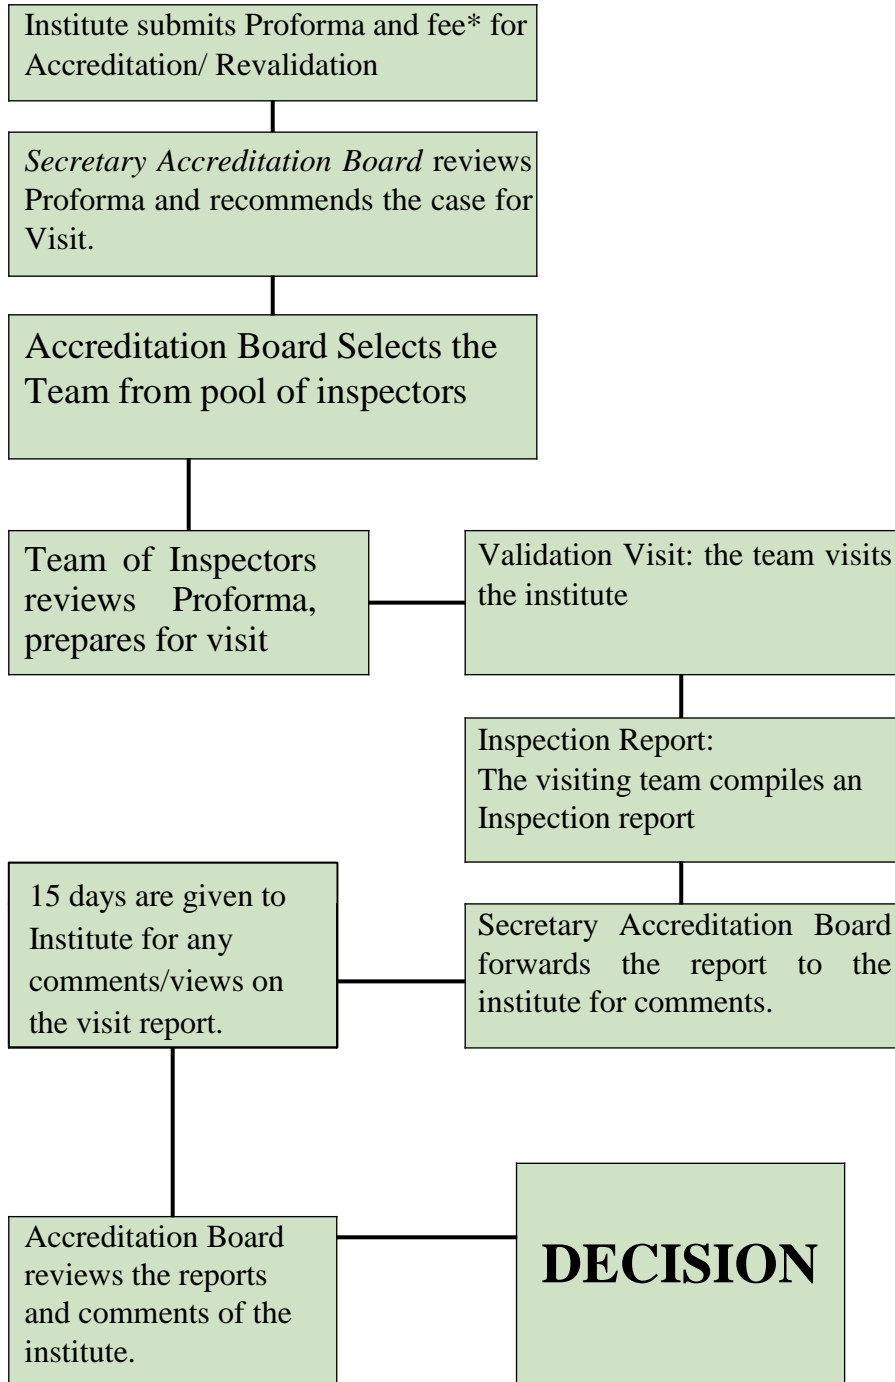 Institute submits Proforma and fee* for
Accreditation/ Revalidation
Secretary Accreditation Board reviews
Proforma and recommends the case for
Visit.
Accreditation Board Selects the
Team from pool of inspectors
Team of Inspectors
reviews Proforma,
prepares for visit
Validation Visit: the team visits
the institute
Inspection Report:
The visiting team compiles an
Inspection report
Secretary Accreditation Board
forwards the report to the
institute for comments.
15 days are given to
Institute for any
comments/views on
the visit report.
Accreditation Board
reviews the reports
and comments of the
institute.
DECISION